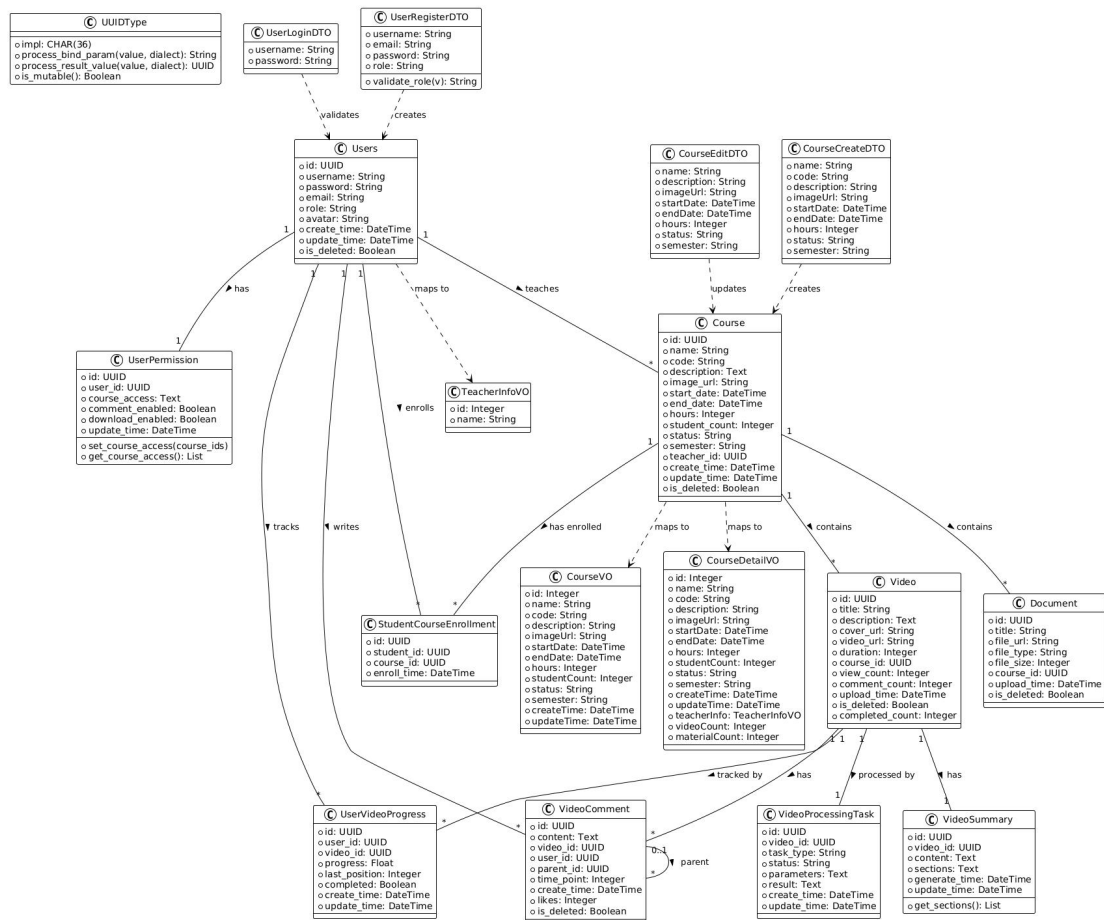 UUIDType
impl: CHAR(36)
process_bind_param(value, dialect): String
process_result_value(value, dialect): UUID
is_mutable(): Boolean
UserLoginDTO
username: String
password: String
UserRegisterDTO
username: String
email: String
password: String
role: String
validate_role(v): String
validates
creates
Users
id: UUID
username: String
password: String
email: String
role: String
avatar: String
create_time: DateTime
update_time: DateTime
is_deleted: Boolean
CourseEditDTO
name: String
description: String
imageUrl: String
startDate: DateTime
endDate: DateTime
hours: Integer
status: String
semester: String
CourseCreateDTO
name: String
code: String
description: String
imageUrl: String
startDate: DateTime
endDate: DateTime
hours: Integer
status: String
semester: String
1
1
1
1
1
1
has
maps to
teaches
updates
creates
1
*
UserPermission
id: UUID
user_id: UUID
course_access: Text
comment_enabled: Boolean
download_enabled: Boolean
update_time: DateTime
set_course_access(course_ids)
get_course_access(): List
TeacherInfoVO
id: Integer
name: String
Course
id: UUID
name: String
code: String
description: Text
image_url: String
start_date: DateTime
end_date: DateTime
hours: Integer
student_count: Integer
status: String
semester: String
teacher_id: UUID
create_time: DateTime
update_time: DateTime
is_deleted: Boolean
enrolls
1
1
1
tracks
writes
has enrolled
maps to
maps to
contains
contains
*
*
*
*
StudentCourseEnrollment
id: UUID
student_id: UUID
course_id: UUID
enroll_time: DateTime
CourseVO
id: Integer
name: String
code: String
description: String
imageUrl: String
startDate: DateTime
endDate: DateTime
hours: Integer
studentCount: Integer
status: String
semester: String
createTime: DateTime
updateTime: DateTime
CourseDetailVO
id: Integer
name: String
code: String
description: String
imageUrl: String
startDate: DateTime
endDate: DateTime
hours: Integer
studentCount: Integer
status: String
semester: String
createTime: DateTime
updateTime: DateTime
teacherInfo: TeacherInfoVO
videoCount: Integer
materialCount: Integer
Video
id: UUID
title: String
description: Text
cover_url: String
video_url: String
duration: Integer
course_id: UUID
view_count: Integer
comment_count: Integer
upload_time: DateTime
is_deleted: Boolean
completed_count: Integer
Document
id: UUID
title: String
file_url: String
file_type: String
file_size: Integer
course_id: UUID
upload_time: DateTime
is_deleted: Boolean
1
1
1
1
tracked by
has
processed by
has
*
*
*
*
1
1
UserVideoProgress
id: UUID
user_id: UUID
video_id: UUID
progress: Float
last_position: Integer
completed: Boolean
create_time: DateTime
update_time: DateTime
VideoComment
id: UUID
content: Text
video_id: UUID
user_id: UUID
parent_id: UUID
time_point: Integer
create_time: DateTime
likes: Integer
is_deleted: Boolean
0..1
parent
*
VideoProcessingTask
id: UUID
video_id: UUID
task_type: String
status: String
parameters: Text
result: Text
create_time: DateTime
update_time: DateTime
VideoSummary
id: UUID
video_id: UUID
content: Text
sections: Text
generate_time: DateTime
update_time: DateTime
get_sections(): List